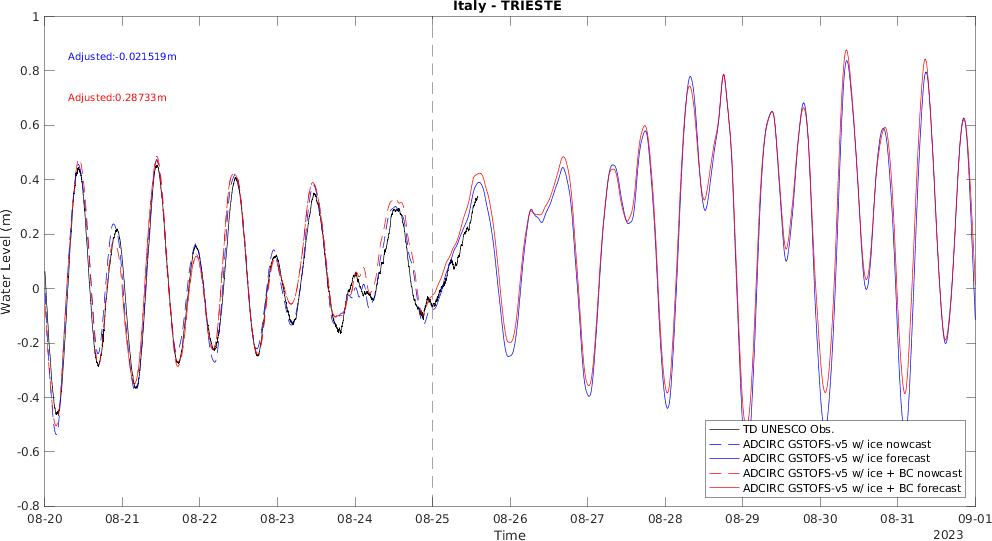 Italy - TRIESTE
Adjusted:-0.021519m
Adjusted:0.28733m
Water Level (m)
1
0.8
0.6
0.4
0.2
0
-0.2
-0.4
-0.6
-0.8
TD UNESCO Obs.
ADCIRC GSTOFS-v5 w/ ice nowcast
ADCIRC GSTOFS-v5 w/ ice forecast
ADCIRC GSTOFS-v5 w/ ice + BC nowcast
ADCIRC GSTOFS-v5 w/ ice + BC forecast
08-20 08-21 08-22 08-23 08-24 08-25 08-26 08-27 08-28 08-29 08-30 08-31 09-01
Time
2023